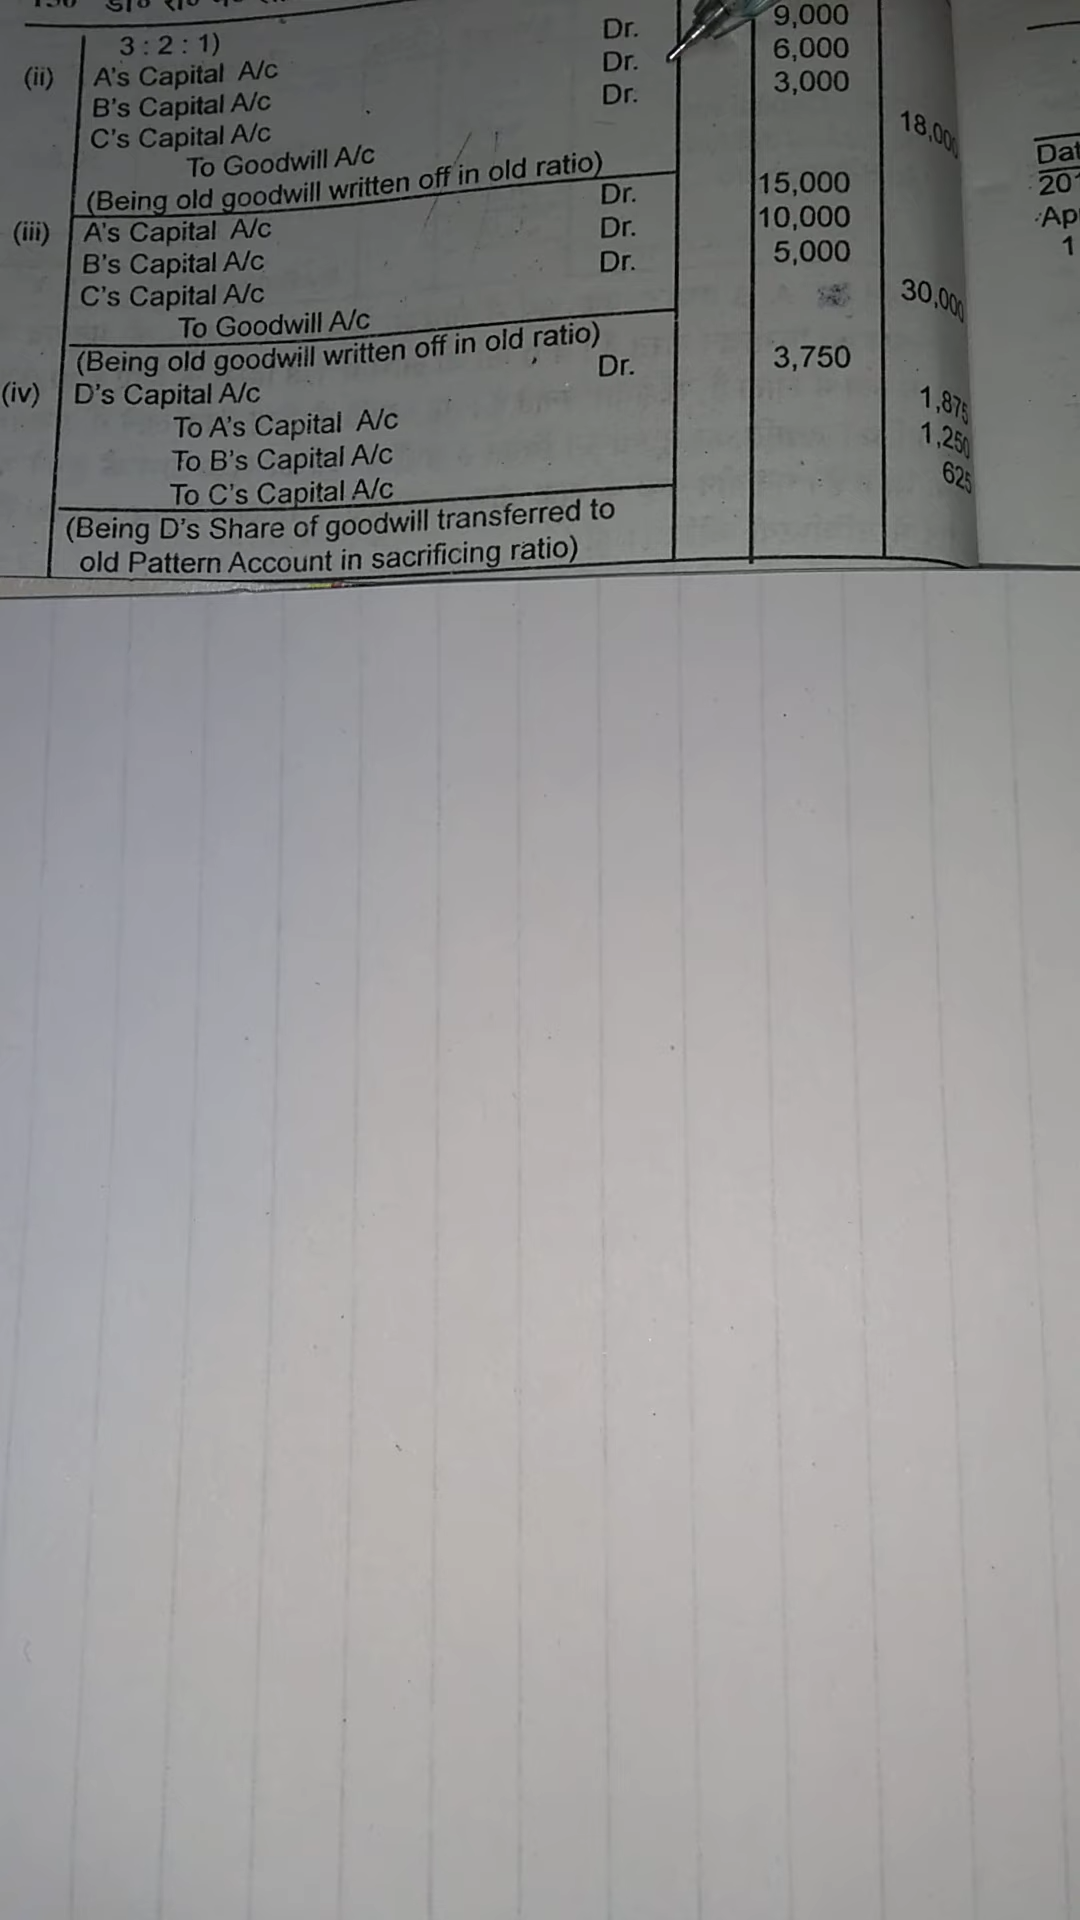 3 : 2 : 1)
(ii) A's Capital A/c Dr. 9,000
B's Capital A/c Dr. 6,000
C's Capital A/c Dr. 3,000
To Goodwill A/c 18,000
(Being old goodwill written off in old ratio)
(iii) A's Capital A/c Dr. 15,000
B's Capital A/c Dr. 10,000
C's Capital A/c Dr. 5,000
To Goodwill A/c 30,000
(Being old goodwill written off in old ratio)
(iv) D's Capital A/c Dr. 3,750
To A's Capital A/c 1,875
To B's Capital A/c 1,250
To C's Capital A/c 625
(Being D's Share of goodwill transferred to
old Pattern Account in sacrificing ratio)
Dat
201
Ap
1